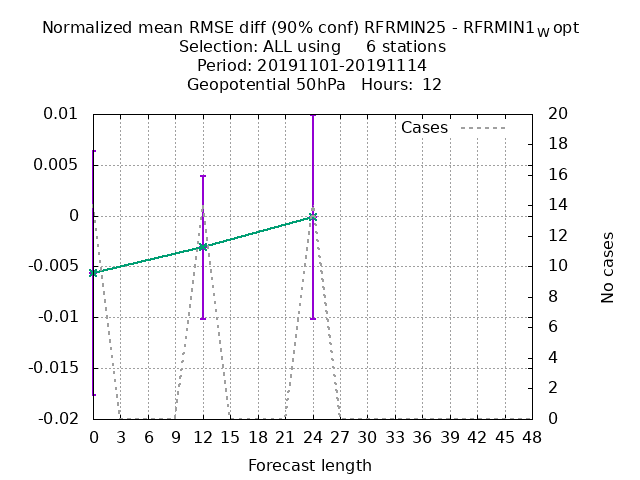 Normalized mean RMSE diff (90% conf) RFRMIN25 - RFRMIN1w opt
Selection: ALL using 6 stations
Period: 20191101-20191114
Geopotential 50hPa Hours: 12
Cases
0.01
0.005
0
-0.005
-0.01
-0.015
-0.02
20
18
16
14
12
10
8
6
4
2
0
No cases
0 3 6 9 12 15 18 21 24 27 30 33 36 39 42 45 48
Forecast length